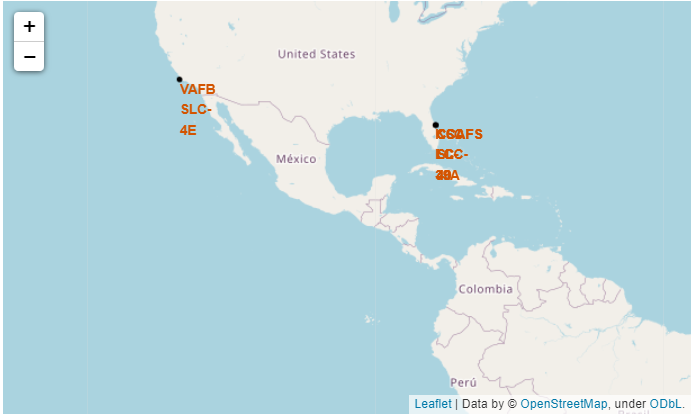 +
−
United States
VAFB
SLC-
4E
México
Colombia
Perú
Leaflet | Data by © OpenStreetMap, under ODbL.